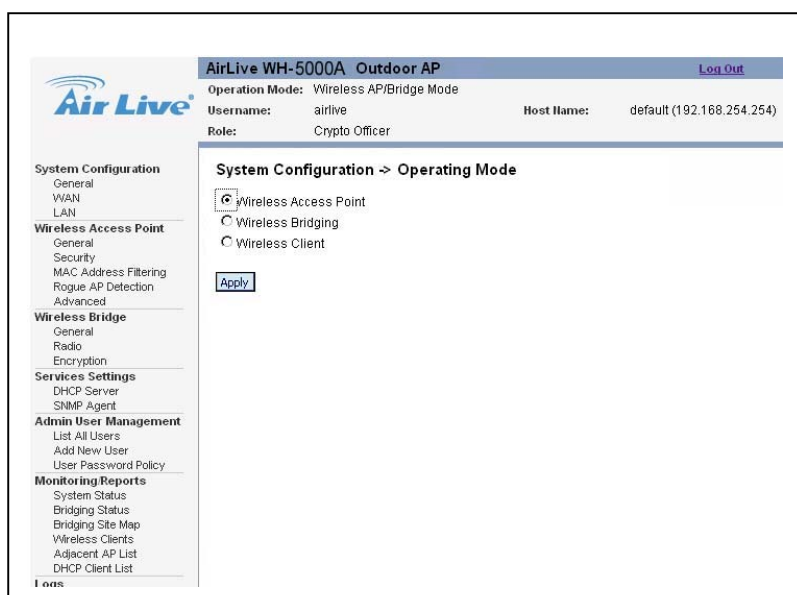 Air Live
AirLive WH-5000A Outdoor AP
Log Out
Operation Mode: Wireless AP/Bridge Mode
Username: airlive
Host Name: default (192.168.254.254)
Role: Crypto Officer
System Configuration
General
WAN
LAN
Wireless Access Point
General
Security
MAC Address Filtering
Rogue AP Detection
Advanced
Wireless Bridge
General
Radio
Encryption
Services Settings
DHCP Server
SNMP Agent
Admin User Management
List All Users
Add New User
User Password Policy
Monitoring/Reports
System Status
Bridging Status
Bridging Site Map
Wireless Clients
Adjacent AP List
DHCP Client List
Logs
System Configuration -> Operating Mode
Wireless Access Point
Wireless Bridging
Wireless Client
Apply